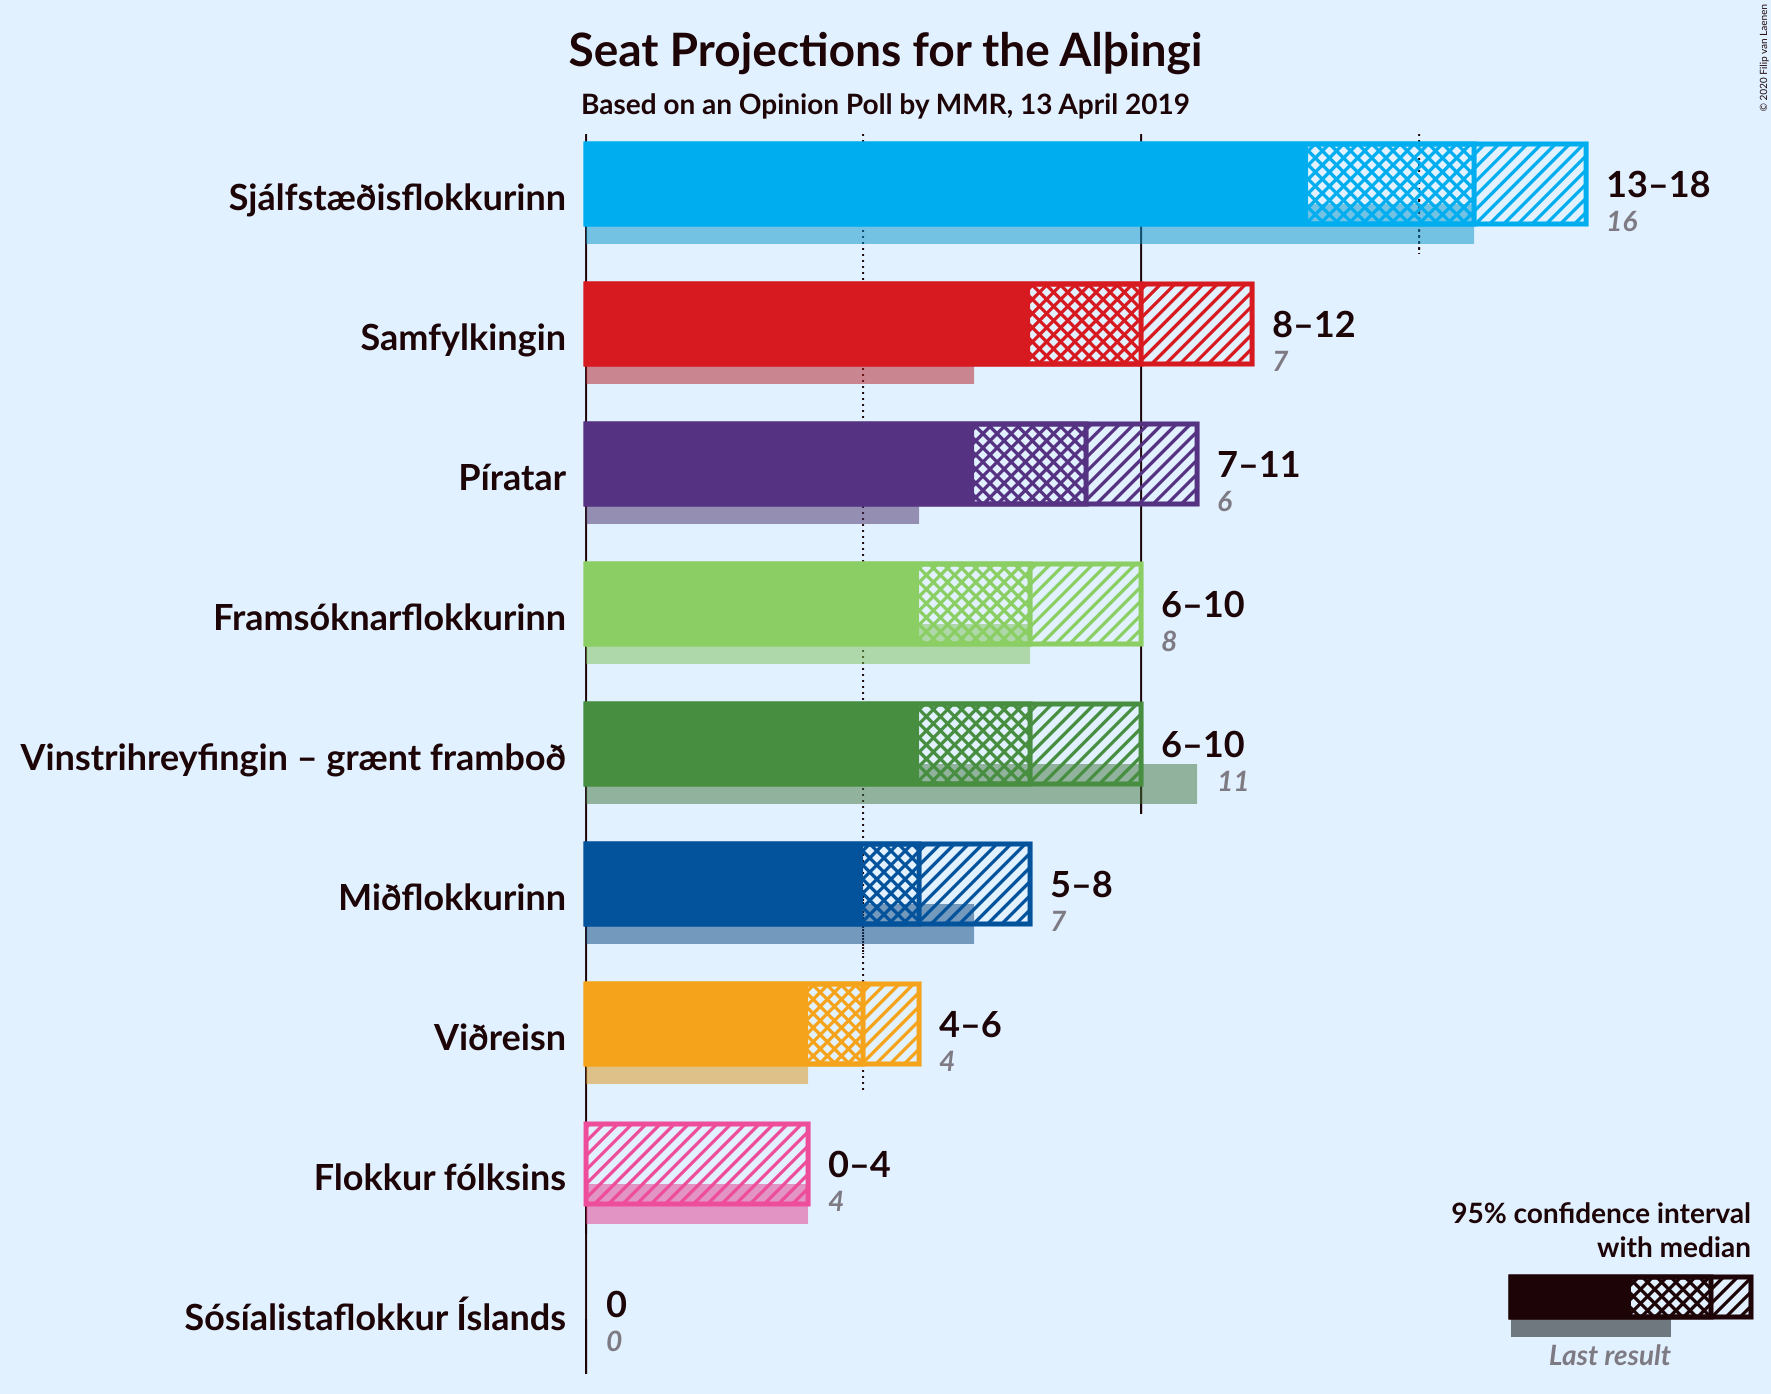 Seat Projections for the Alþingi
Based on an Opinion Poll by MMR, 13 April 2019
© 2020 Filip van Laenen
Sjálfstæðisflokkurinn
13–18
16
Samfylkingin
8–12
7
Píratar
7–11
6
Framsóknarflokkurinn
6–10
8
Vinstrihreyfingin – grænt framboð
6–10
11
Miðflokkurinn
5–8
7
Viðreisn
4–6
4
Flokkur fólksins
0–4
4
Sósíalistaflokkur Íslands
0
0
95% confidence interval
with median
Last result